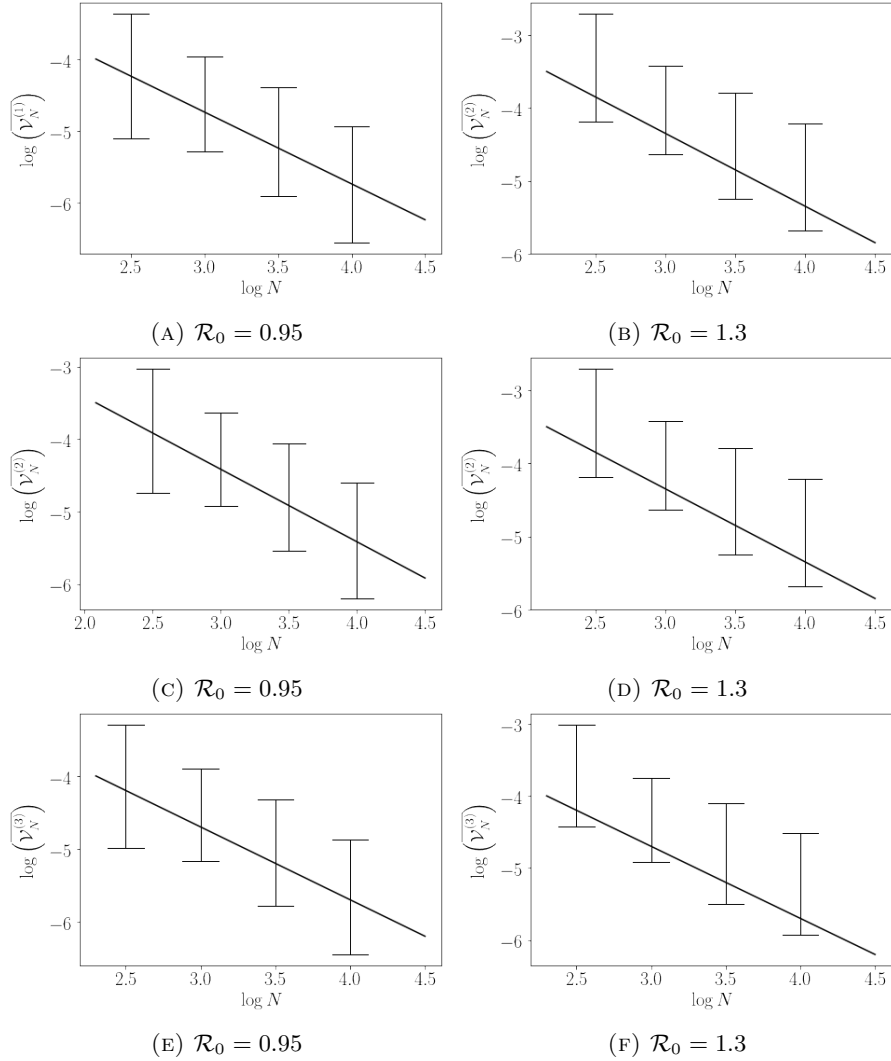 −4
−5
−6
log (𝒱_N^{(1)})
2.5 3.0 3.5 4.0 4.5
log N
(A) ℛ₀ = 0.95
−3
−4
−5
−6
log (𝒱_N^{(2)})
2.5 3.0 3.5 4.0 4.5
log N
(B) ℛ₀ = 1.3
−3
−4
−5
−6
log (𝒱_N^{(2)})
2.0 2.5 3.0 3.5 4.0 4.5
log N
(C) ℛ₀ = 0.95
−3
−4
−5
−6
log (𝒱_N^{(2)})
2.5 3.0 3.5 4.0 4.5
log N
(D) ℛ₀ = 1.3
−4
−5
−6
log (𝒱_N^{(3)})
2.5 3.0 3.5 4.0 4.5
log N
(E) ℛ₀ = 0.95
−3
−4
−5
−6
log (𝒱_N^{(3)})
2.5 3.0 3.5 4.0 4.5
log N
(F) ℛ₀ = 1.3